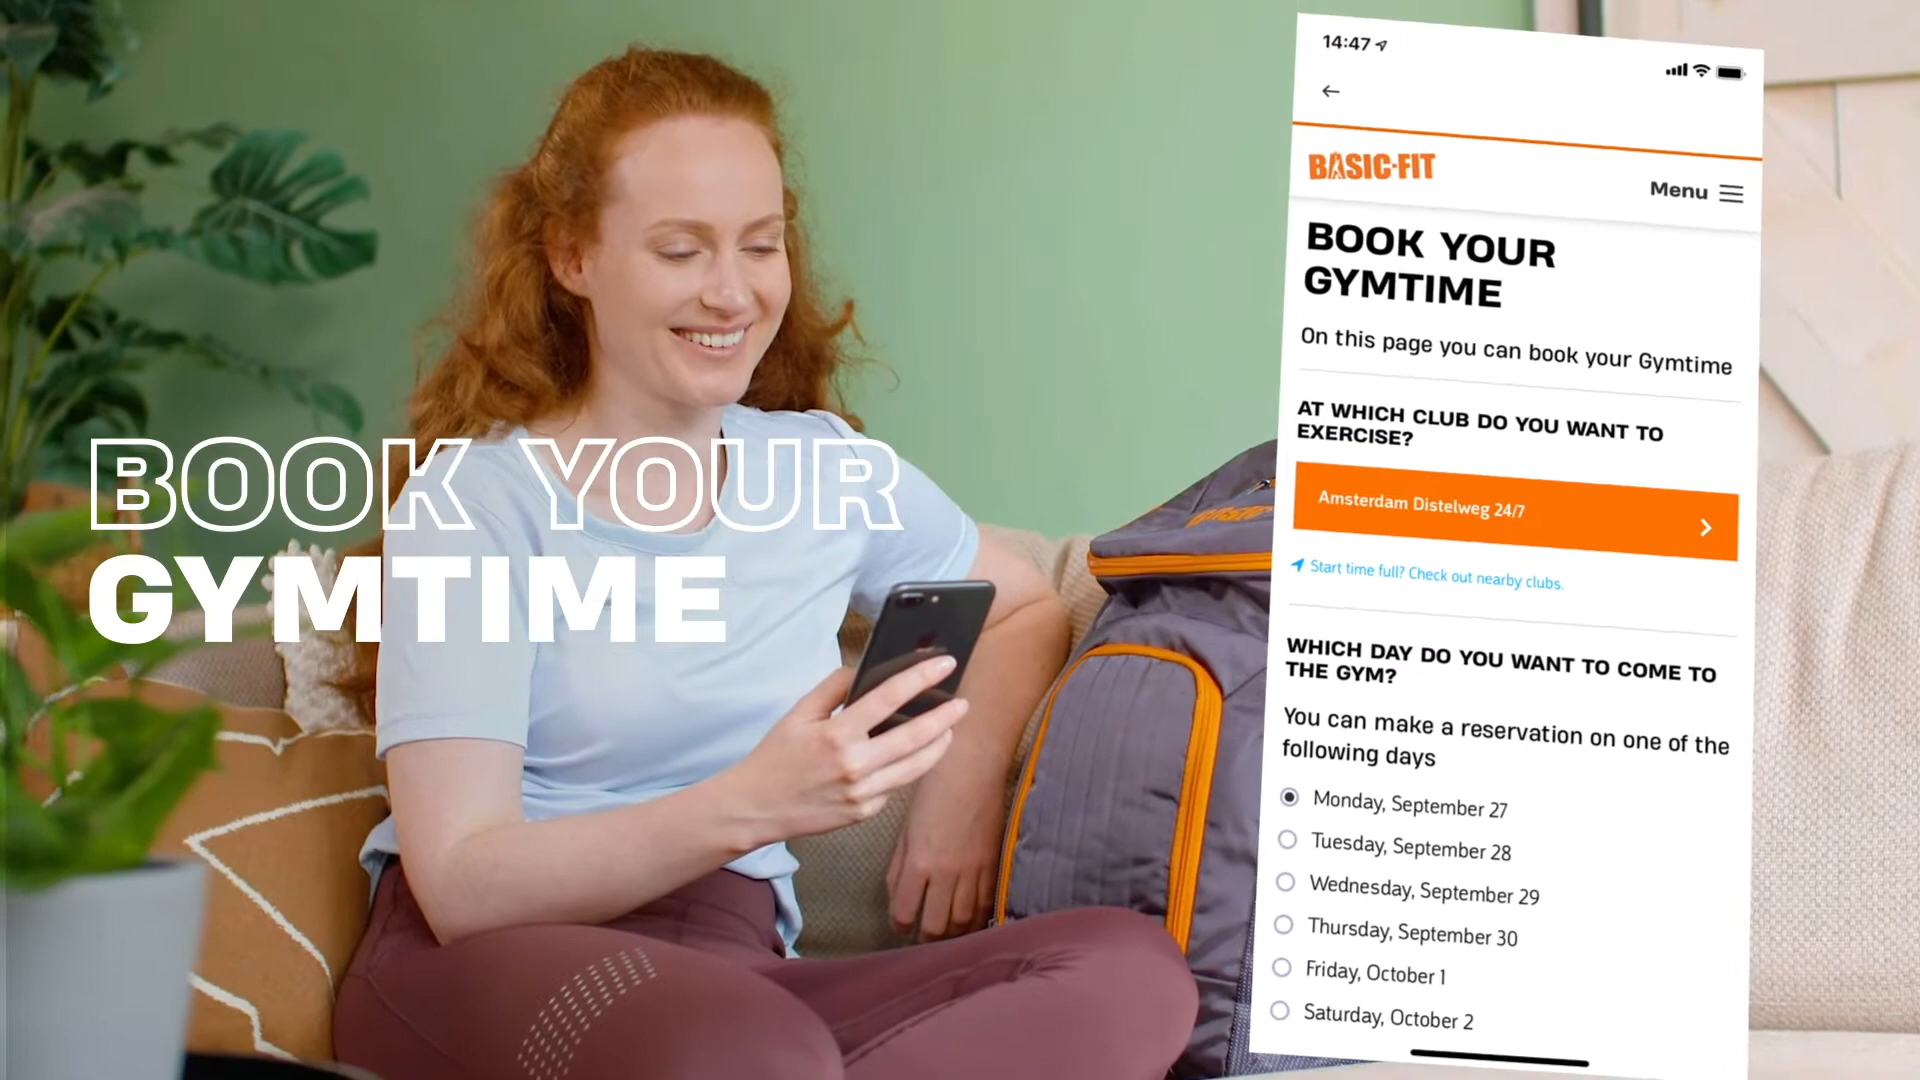 BOOK YOUR
GYMTIME
14:47
BASIC-FIT
Menu
BOOK YOUR
GYMTIME
On this page you can book your Gymtime
AT WHICH CLUB DO YOU WANT TO
EXERCISE?
Amsterdam Distelweg 24/7
Start time full? Check out nearby clubs.
WHICH DAY DO YOU WANT TO COME TO
THE GYM?
You can make a reservation on one of the
following days
Monday, September 27
Tuesday, September 28
Wednesday, September 29
Thursday, September 30
Friday, October 1
Saturday, October 2